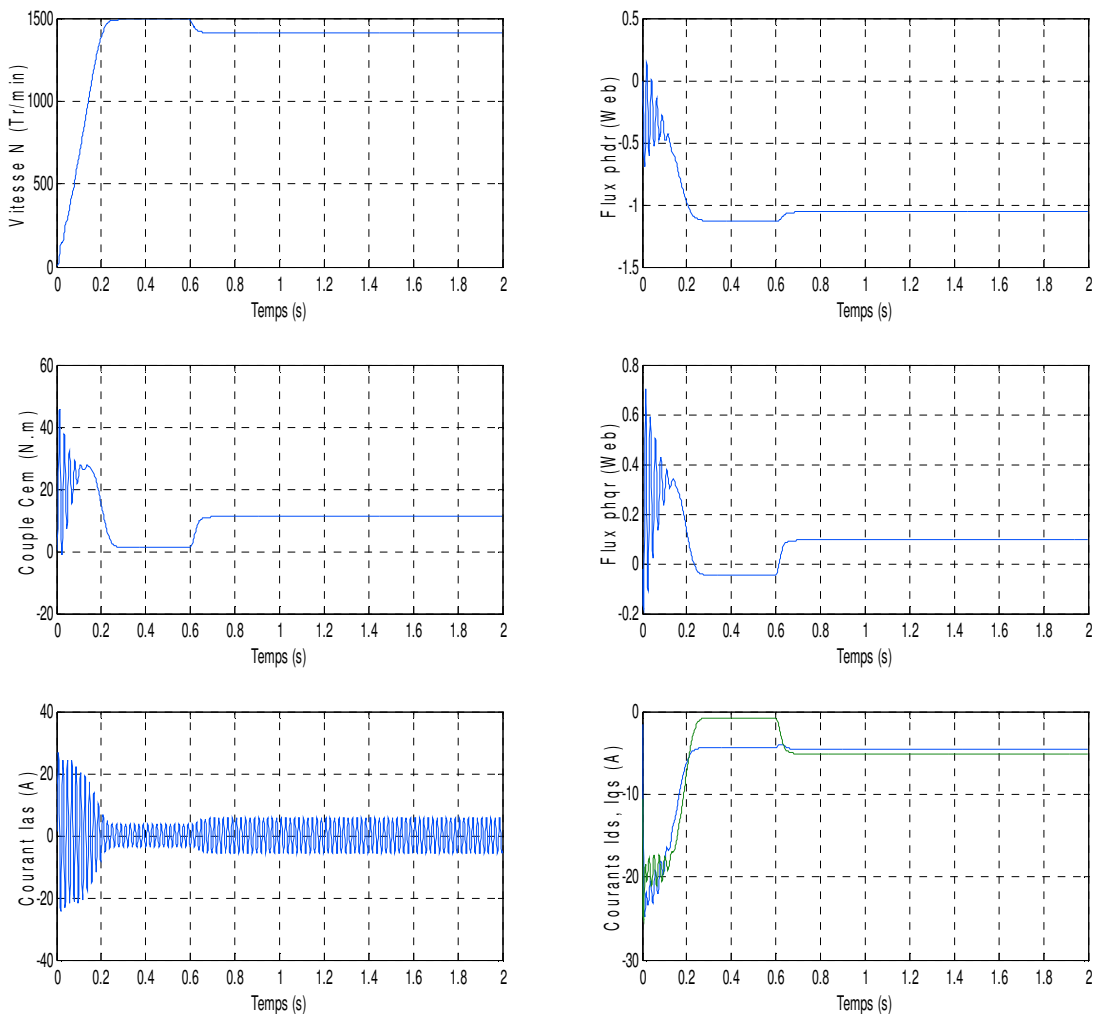 1500
1000
500
0
Vitesse N (Tr/min)
0 0.2 0.4 0.6 0.8 1 1.2 1.4 1.6 1.8 2
Temps (s)
0.5
0
-0.5
-1
-1.5
Flux phdr (Web)
0 0.2 0.4 0.6 0.8 1 1.2 1.4 1.6 1.8 2
Temps (s)
60
40
20
0
-20
Couple Cem (N.m)
0 0.2 0.4 0.6 0.8 1 1.2 1.4 1.6 1.8 2
Temps (s)
0.8
0.6
0.4
0.2
0
-0.2
Flux phqr (Web)
0 0.2 0.4 0.6 0.8 1 1.2 1.4 1.6 1.8 2
Temps (s)
40
20
0
-20
-40
Courant Ias (A)
0 0.2 0.4 0.6 0.8 1 1.2 1.4 1.6 1.8 2
Temps (s)
0
-10
-20
-30
Courants Ids, Iqs (A)
0 0.2 0.4 0.6 0.8 1 1.2 1.4 1.6 1.8 2
Temps (s)